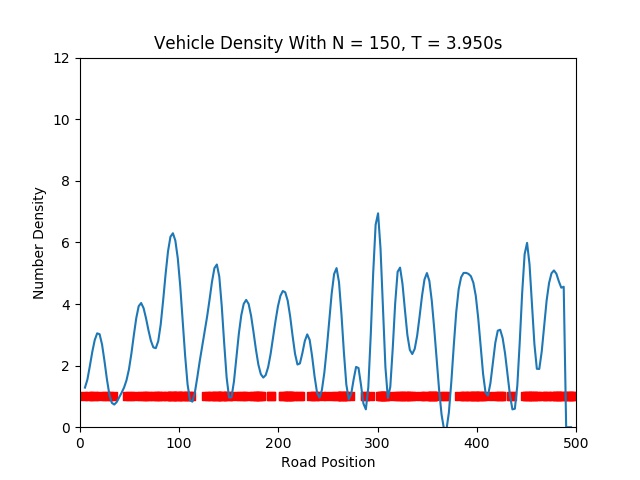 Vehicle Density With N = 150, T = 3.950s
12
10
8
6
4
2
0
Number Density
0 100 200 300 400 500
Road Position